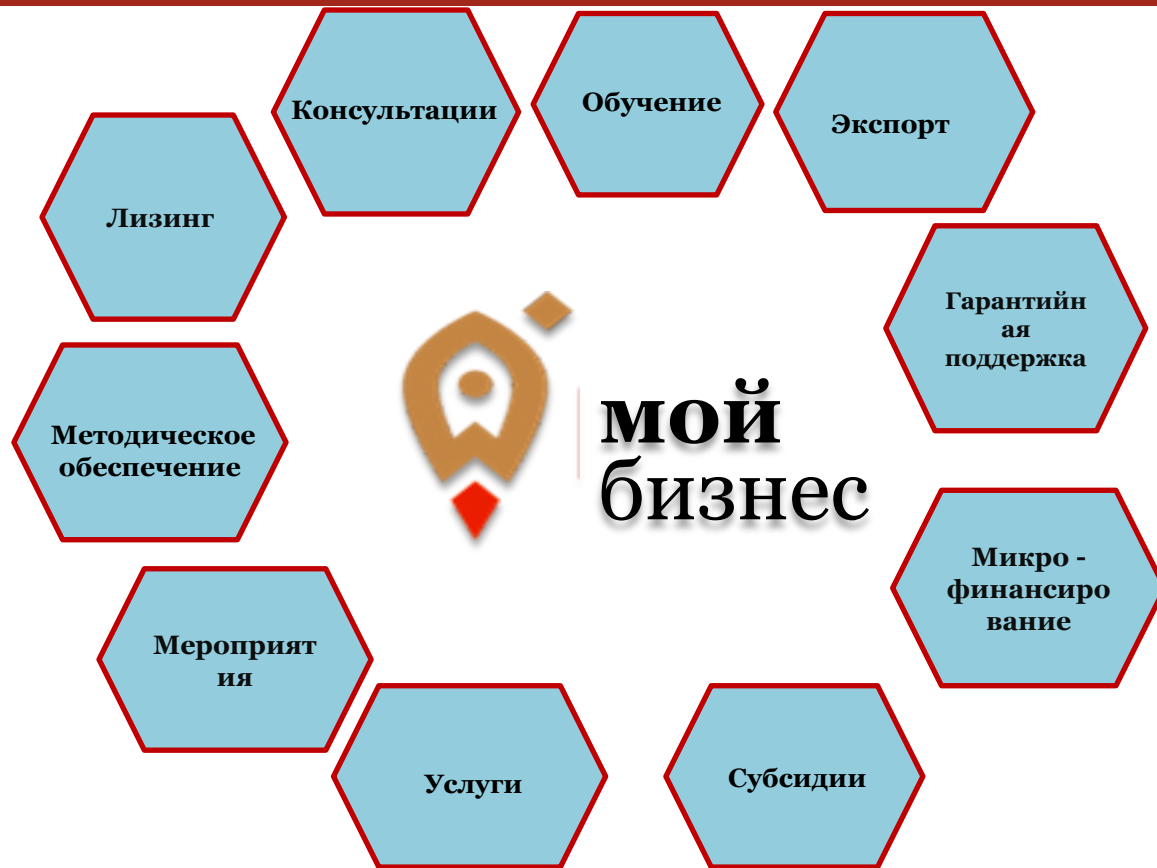 Консультации
Обучение
Экспорт
Лизинг
Гарантийн
ая
поддержка
мой
бизнес
Методическое
обеспечение
Микро -
финансиро
вание
Мероприят
ия
Услуги
Субсидии